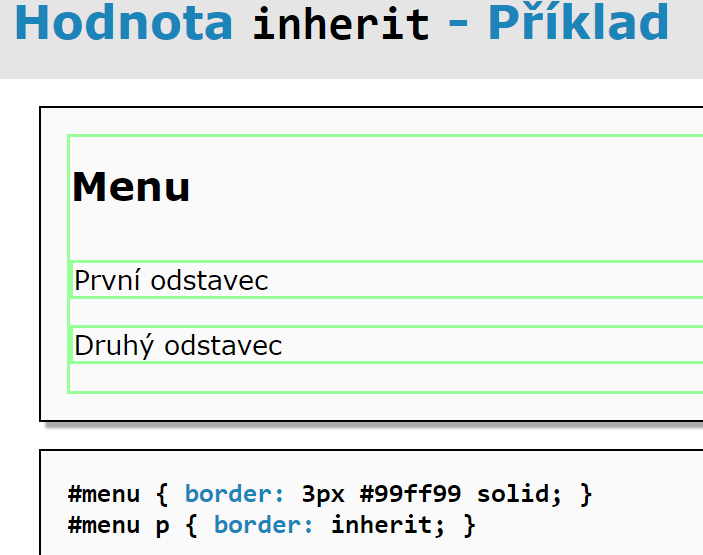 Hodnota inherit - Příklad
Menu
První odstavec
Druhý odstavec
#menu { border: 3px #99ff99 solid; }
#menu p { border: inherit; }